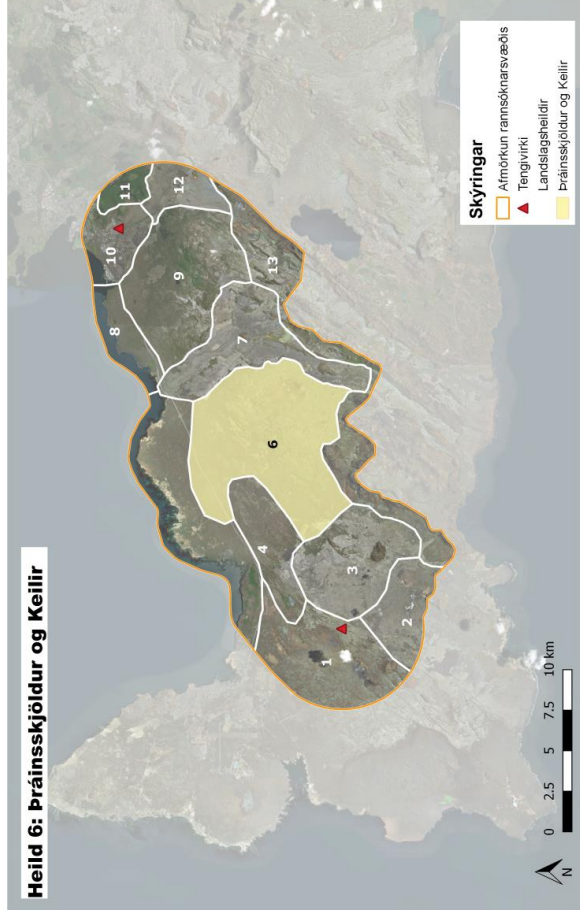 Heild 6: Þráinsskjöldur og Keilir
11
12
10
9
8
13
7
6
4
3
1
2
Skýringar
Afmörkun rannsóknarsvæðis
Tengivirki
Landslagsheildir
Þráinsskjöldur og Keilir
N
0 2.5 5 7.5 10 km